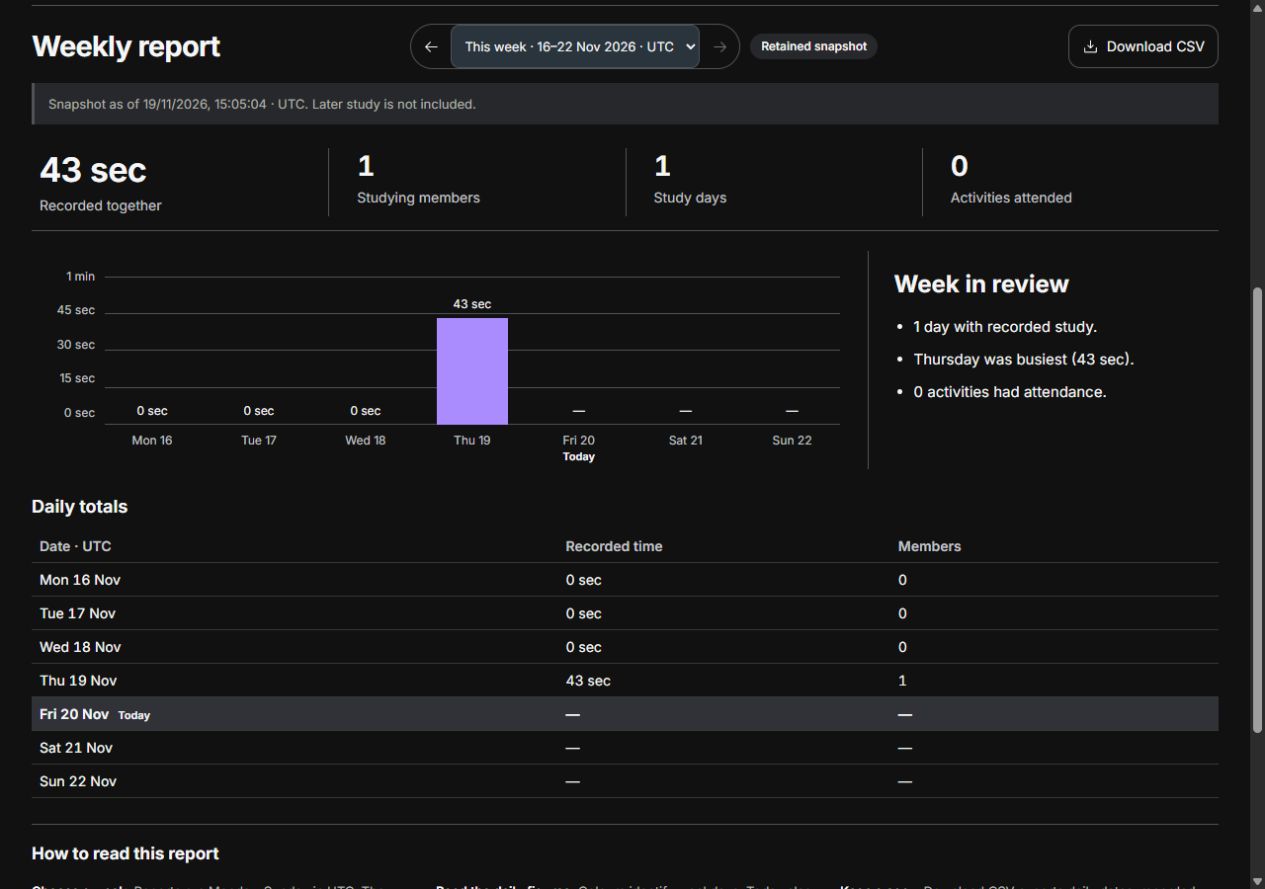 Weekly report
← This week · 16–22 Nov 2026 · UTC →
Retained snapshot
Download CSV
Snapshot as of 19/11/2026, 15:05:04 · UTC. Later study is not included.
43 sec
Recorded together
1
Studying members
1
Study days
0
Activities attended
1 min
45 sec
30 sec
15 sec
0 sec
0 sec
0 sec
0 sec
43 sec
—
—
—
Mon 16
Tue 17
Wed 18
Thu 19
Fri 20
Today
Sat 21
Sun 22
Week in review
• 1 day with recorded study.
• Thursday was busiest (43 sec).
• 0 activities had attendance.
Daily totals
Date · UTC Recorded time Members
Mon 16 Nov 0 sec 0
Tue 17 Nov 0 sec 0
Wed 18 Nov 0 sec 0
Thu 19 Nov 43 sec 1
Fri 20 Nov Today — —
Sat 21 Nov — —
Sun 22 Nov — —
How to read this report